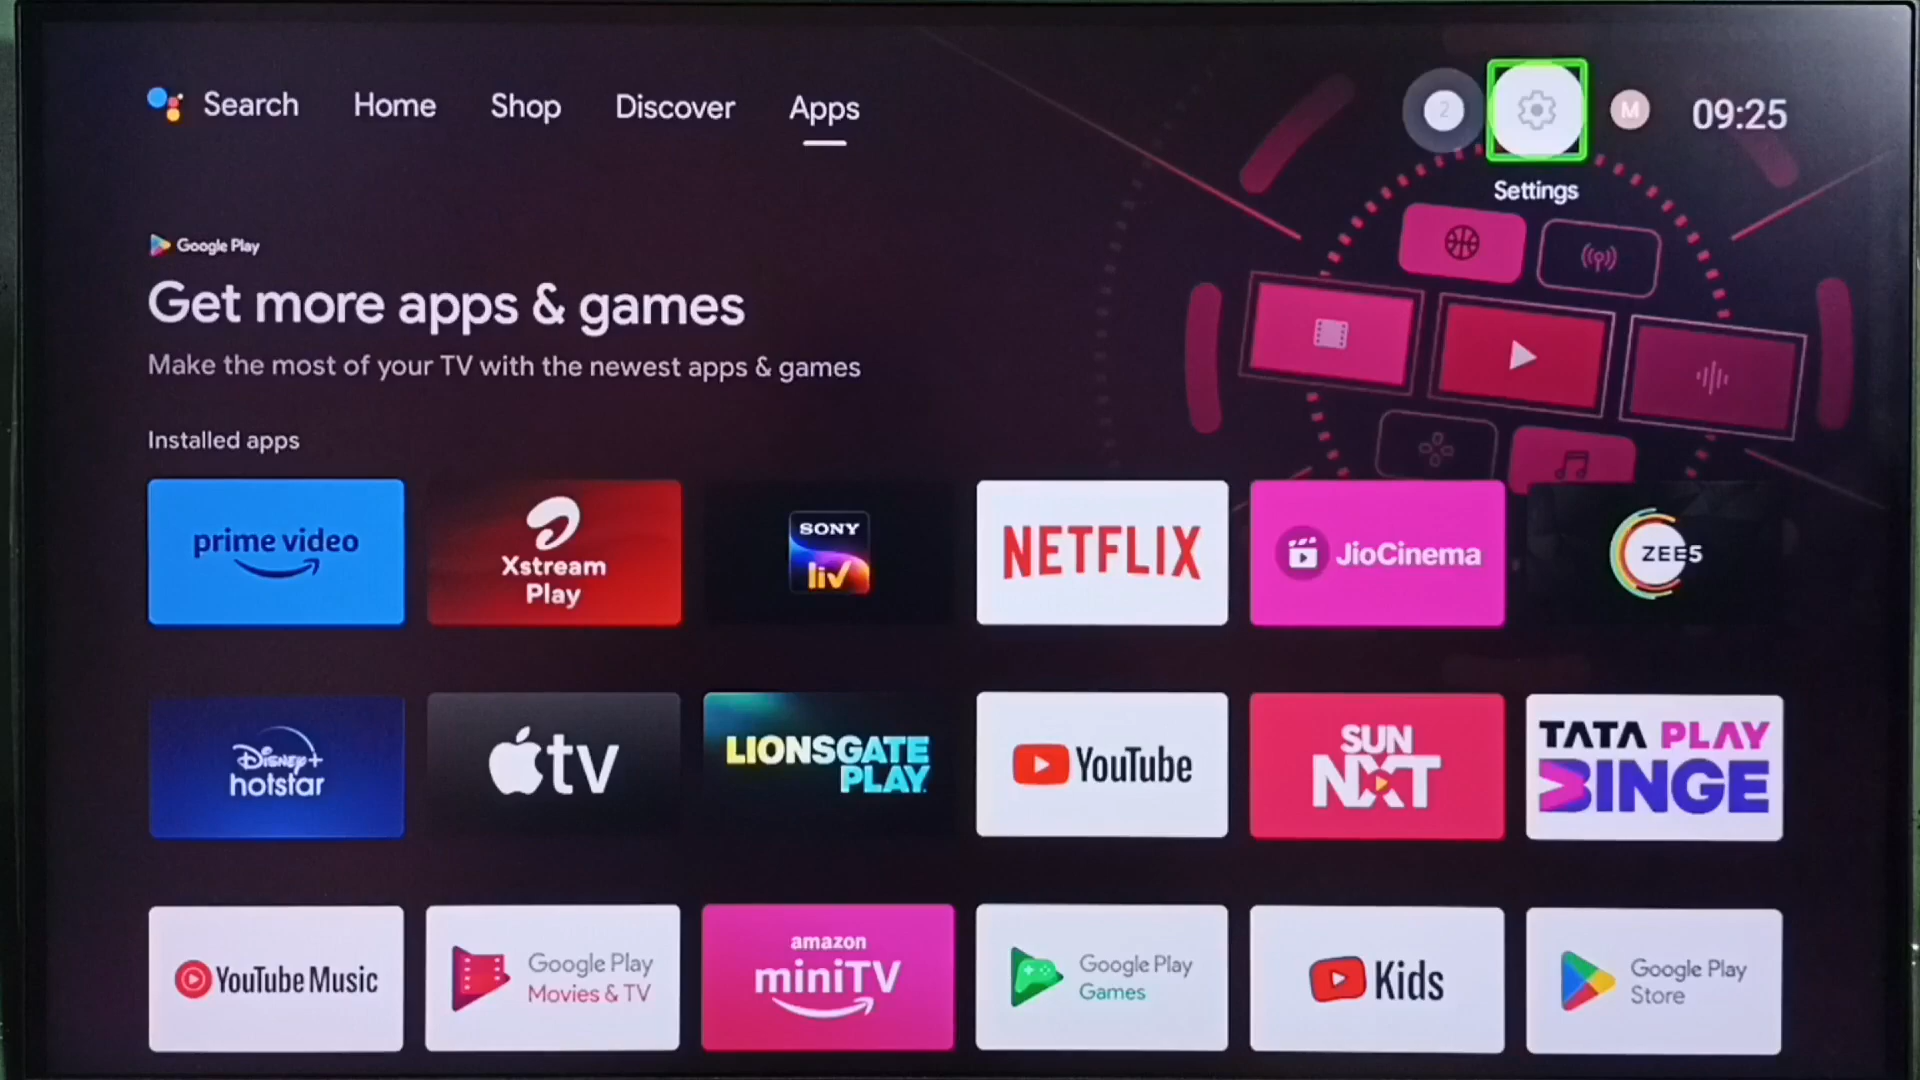 Search Home Shop Discover Apps 2 M 09:25
Settings
Google Play
Get more apps & games
Make the most of your TV with the newest apps & games
Installed apps
prime video
Xstream
Play
SONY
liv
NETFLIX
JioCinema
ZEE5
Disney+
hotstar
tv
LIONSGATE
PLAY
YouTube
SUN
NXT
TATA PLAY
BINGE
YouTube Music
Google Play
Movies & TV
amazon
miniTV
Google Play
Games
Kids
Google Play
Store